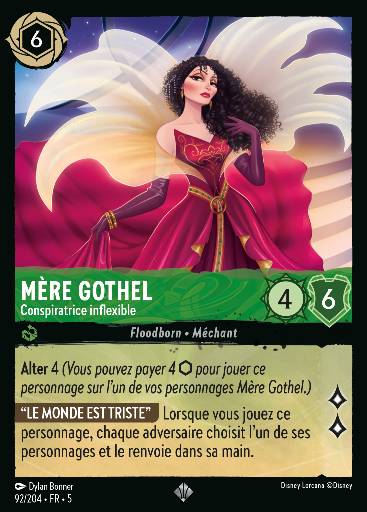 6
MÈRE GOTHEL
Conspiratrice inflexible
4
6
Floodborn • Méchant
Alter 4 (Vous pouvez payer 4 ⬡ pour jouer ce
personnage sur l'un de vos personnages Mère Gothel.)
"LE MONDE EST TRISTE" Lorsque vous jouez ce
personnage, chaque adversaire choisit l'un de ses
personnages et le renvoie dans sa main.
Dylan Bonner
92/204 • FR • 5
Disney Lorcana ©Disney